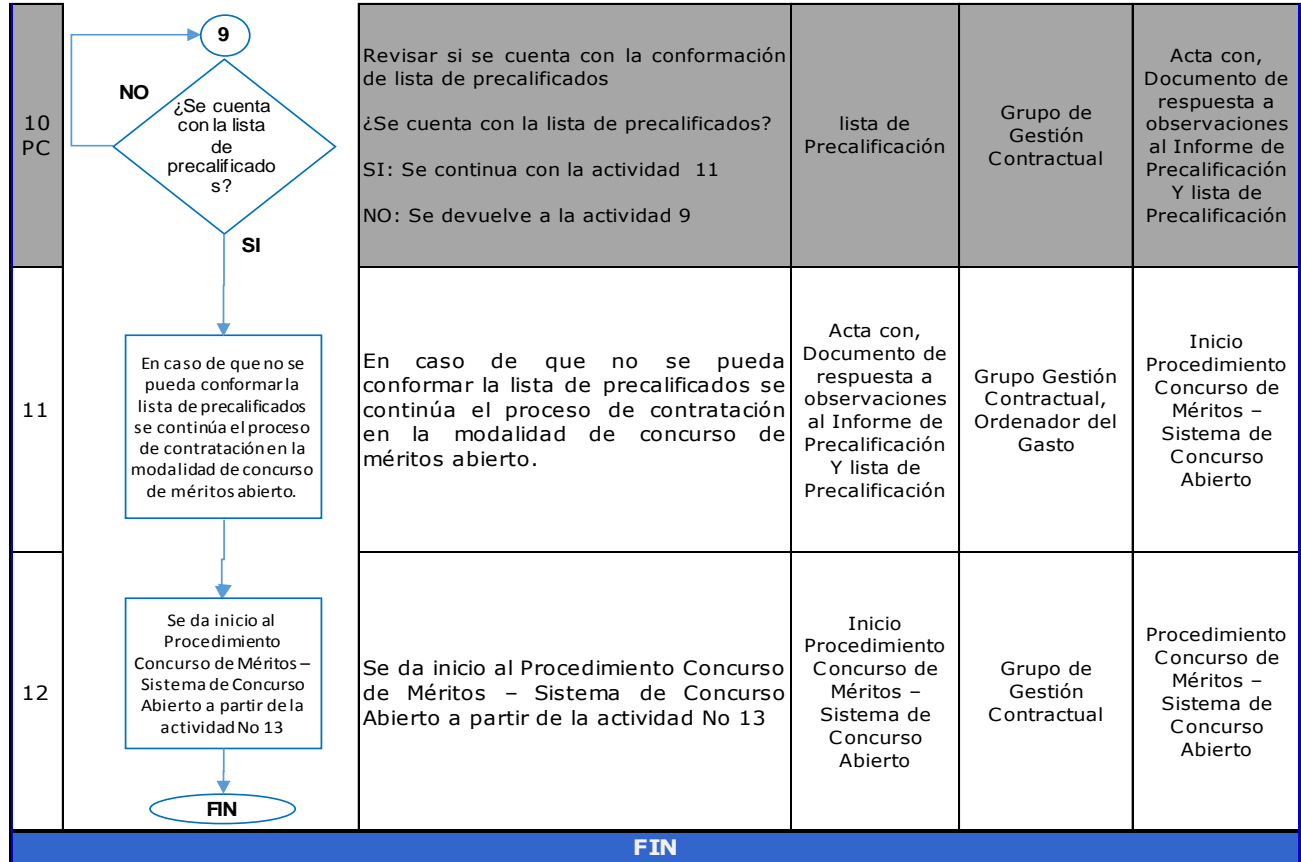 10
PC
9
NO
¿Se cuenta
con la lista
de
precalificado
s?
SI
Revisar si se cuenta con la conformación
de lista de precalificados
¿Se cuenta con la lista de precalificados?
SI: Se continua con la actividad 11
NO: Se devuelve a la actividad 9
lista de
Precalificación
Grupo de
Gestión
Contractual
Acta con,
Documento de
respuesta a
observaciones
al Informe de
Precalificación
Y lista de
Precalificación
11
En caso de que no se
pueda conformar la
lista de precalificados
se continúa el proceso
de contratación en la
modalidad de concurso
de méritos abierto.
En caso de que no se pueda
conformar la lista de precalificados se
continúa el proceso de contratación
en la modalidad de concurso de
méritos abierto.
Acta con,
Documento de
respuesta a
observaciones
al Informe de
Precalificación
Y lista de
Precalificación
Grupo Gestión
Contractual,
Ordenador del
Gasto
Inicio
Procedimiento
Concurso de
Méritos –
Sistema de
Concurso
Abierto
12
Se da inicio al
Procedimiento
Concurso de Méritos –
Sistema de Concurso
Abierto a partir de la
actividad No 13
FIN
Se da inicio al Procedimiento Concurso
de Méritos – Sistema de Concurso
Abierto a partir de la actividad No 13
Inicio
Procedimiento
Concurso de
Méritos –
Sistema de
Concurso
Abierto
Grupo de
Gestión
Contractual
Procedimiento
Concurso de
Méritos –
Sistema de
Concurso
Abierto
FIN